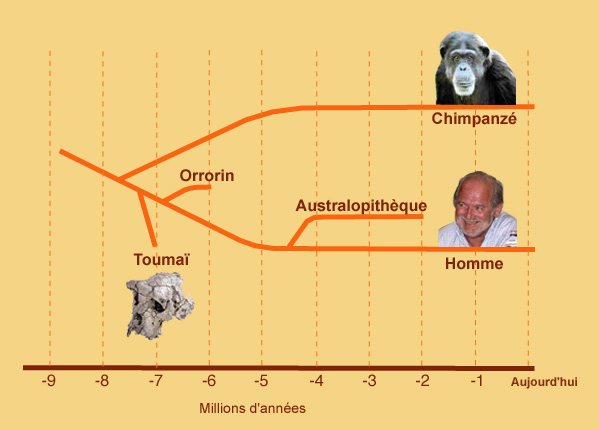 Chimpanzé
Orrorin
Australopithèque
Toumaï
Homme
-9 -8 -7 -6 -5 -4 -3 -2 -1 Aujourd'hui
Millions d'années